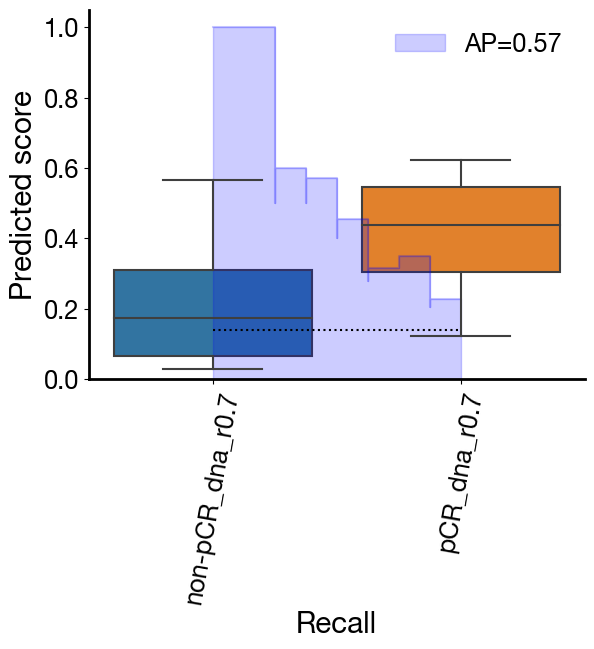 AP=0.57
Predicted score
1.0
0.8
0.6
0.4
0.2
0.0
non-pCR_dna_r0.7
pCR_dna_r0.7
Recall